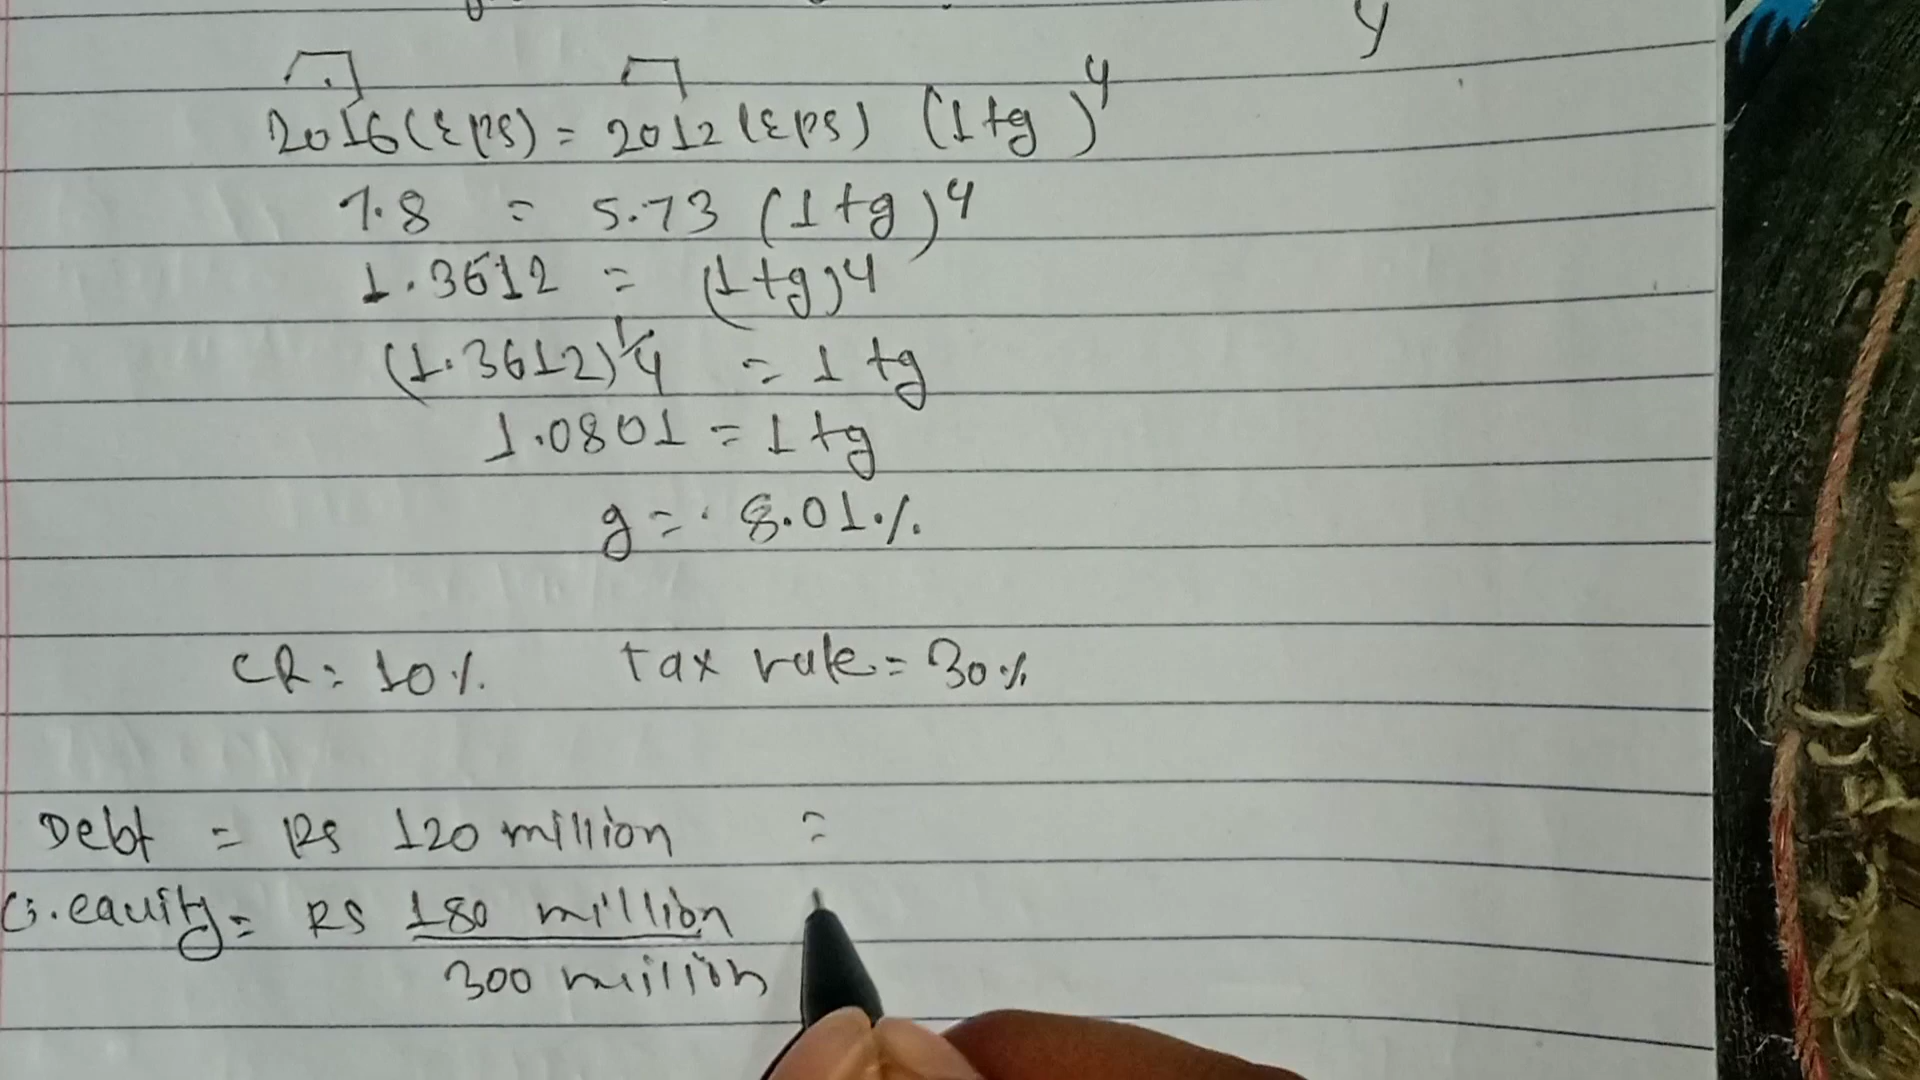 4
2016 (EPS) = 2012 (EPS) (1+g)^4
7.8 = 5.73 (1+g)^4
1.3612 = (1+g)^4
(1.3612)^1/4 = 1+g
1.0801 = 1+g
g = 8.01%
CR = 10% tax rate = 30%
Debt = Rs 120 million =
C. equity = RS 180 million
300 million